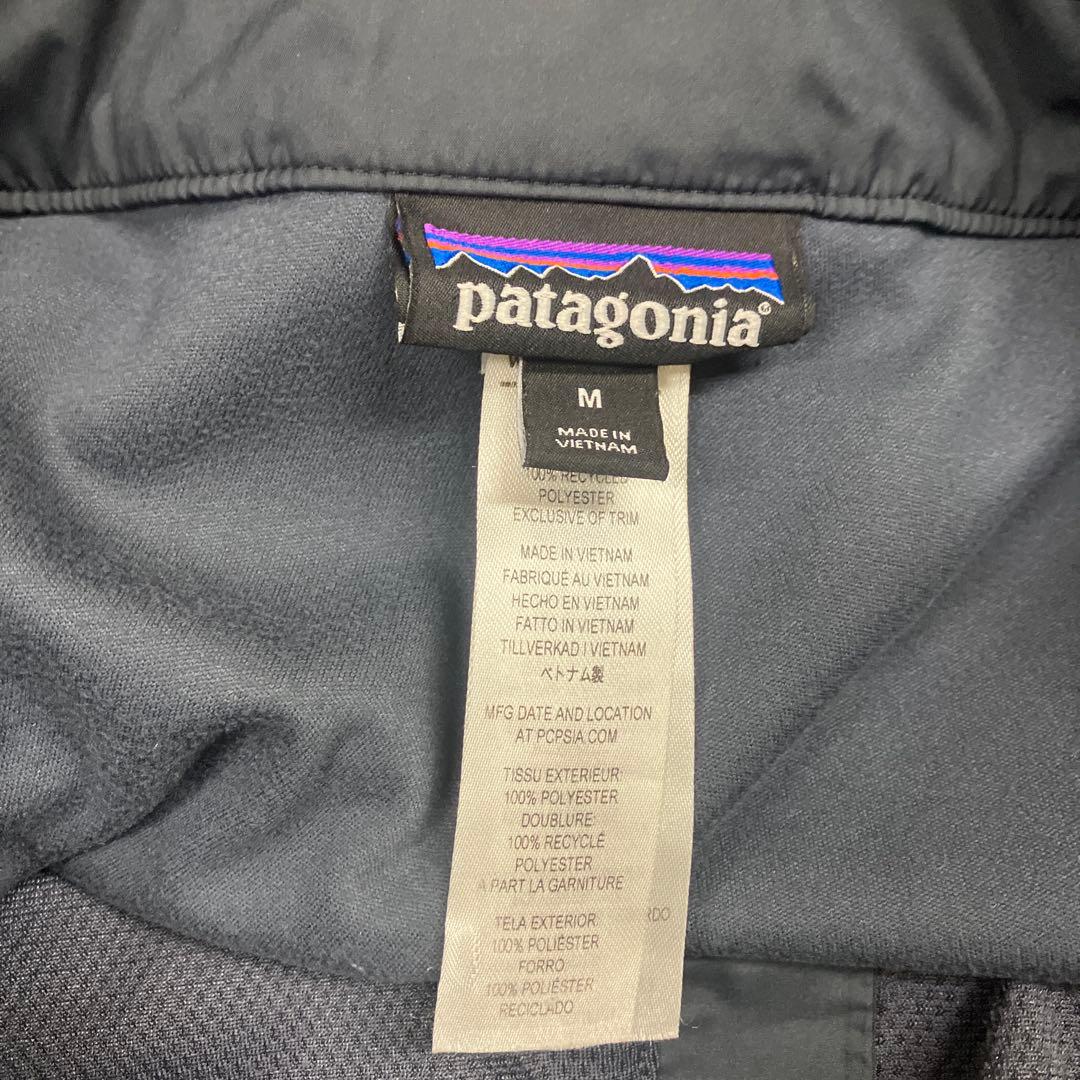 patagonia®
M
MADE IN
VIETNAM
100% RECYCLED
POLYESTER
EXCLUSIVE OF TRIM
MADE IN VIETNAM
FABRIQUÉ AU VIETNAM
HECHO EN VIETNAM
FATTO IN VIETNAM
TILLVERKAD I VIETNAM
ベトナム製
MFG DATE AND LOCATION
AT PCPSIA.COM
TISSU EXTERIEUR:
100% POLYESTER
DOUBLURE:
100% RECYCLÉ
POLYESTER
A PART LA GARNITURE
TELA EXTERIOR:
100% POLIÉSTER
FORRO
100% POLIÉSTER
RECICLADO